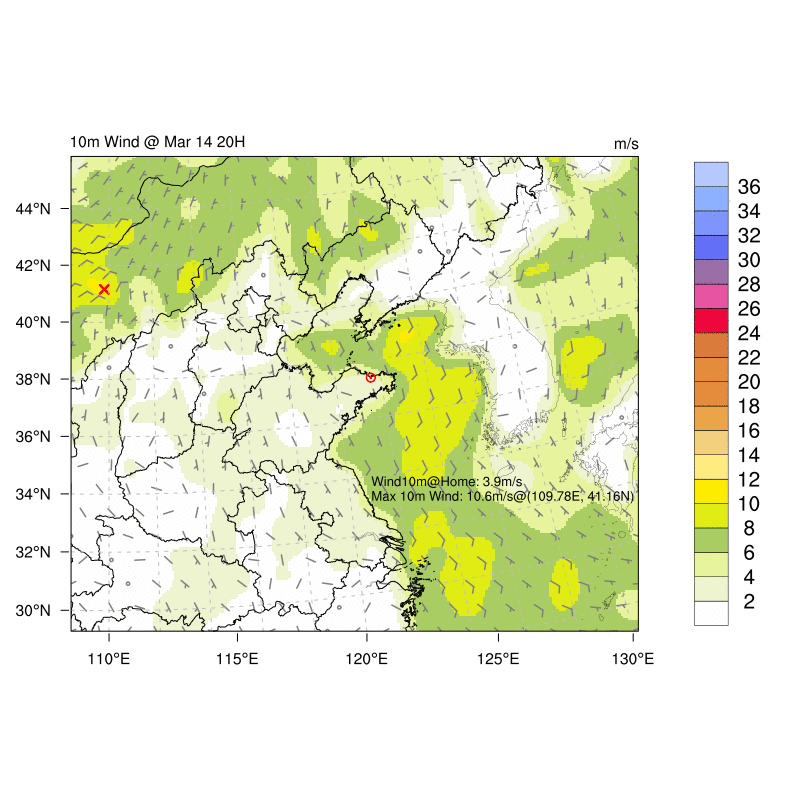 10m Wind @ Mar 14 20H
m/s
44°N
42°N
40°N
38°N
36°N
34°N
32°N
30°N
110°E
115°E
120°E
125°E
130°E
Wind10m@Home: 3.9m/s
Max 10m Wind: 10.6m/s@(109.78E, 41.16N)
36
34
32
30
28
26
24
22
20
18
16
14
12
10
8
6
4
2